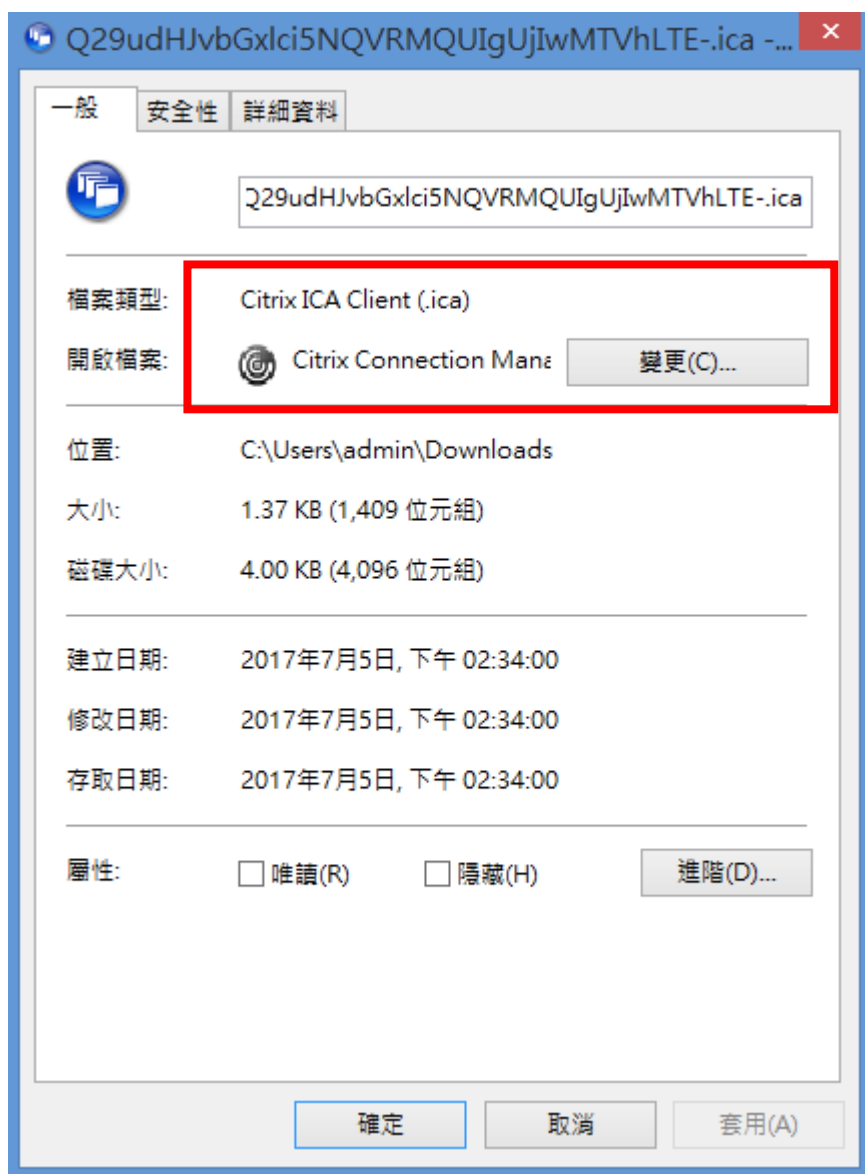 Q29udHJvbGxlci5NQVRMQUIgUjIwMTVhLTE-.ica -...
一般 安全性 詳細資料
Q29udHJvbGxlci5NQVRMQUIgUjIwMTVhLTE-.ica
檔案類型: Citrix ICA Client (.ica)
開啟檔案: Citrix Connection Mana 變更(C)...
位置: C:\Users\admin\Downloads
大小: 1.37 KB (1,409 位元組)
磁碟大小: 4.00 KB (4,096 位元組)
建立日期: 2017年7月5日, 下午 02:34:00
修改日期: 2017年7月5日, 下午 02:34:00
存取日期: 2017年7月5日, 下午 02:34:00
屬性: 唯讀(R) 隱藏(H) 進階(D)...
確定 取消 套用(A)